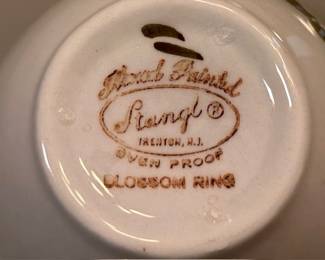 Hand Painted
Stangl ®
TRENTON, N.J.
OVEN PROOF
BLOSSOM RING